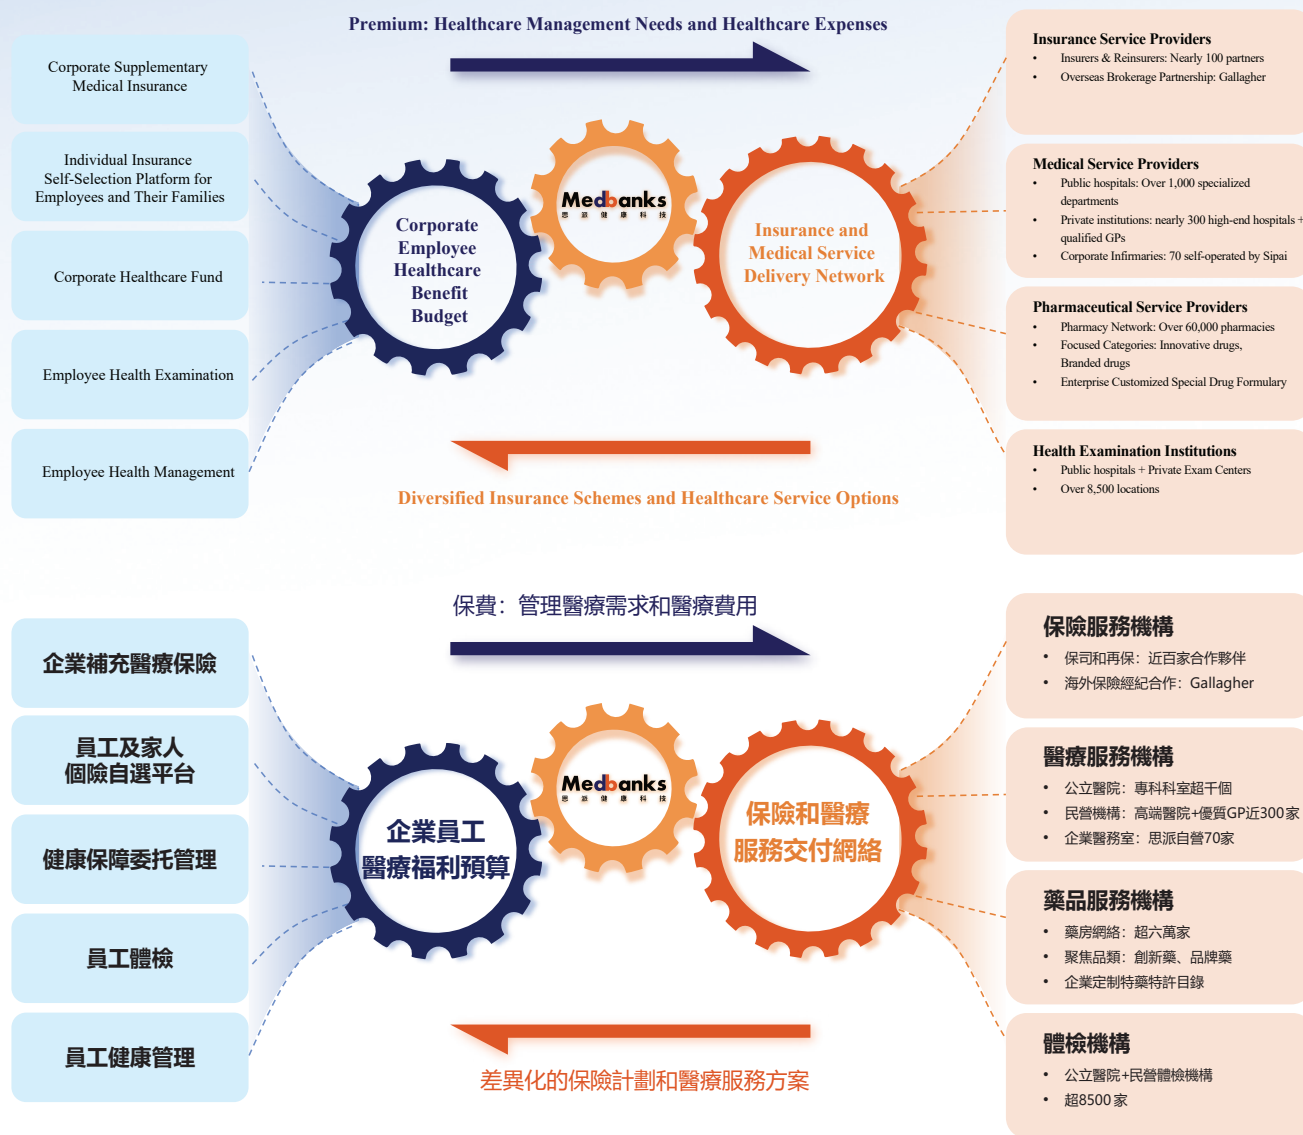 Premium: Healthcare Management Needs and Healthcare Expenses
Corporate Supplementary
Medical Insurance
Individual Insurance
Self-Selection Platform for
Employees and Their Families
Corporate Healthcare Fund
Employee Health Examination
Employee Health Management
Corporate
Employee
Healthcare
Benefit
Budget
Medbanks
思派健康科技
Insurance and
Medical Service
Delivery Network
Insurance Service Providers
• Insurers & Reinsurers: Nearly 100 partners
• Overseas Brokerage Partnership: Gallagher
Medical Service Providers
• Public hospitals: Over 1,000 specialized
departments
• Private institutions: nearly 300 high-end hospitals +
qualified GPs
• Corporate Infirmaries: 70 self-operated by Sipai
Pharmaceutical Service Providers
• Pharmacy Network: Over 60,000 pharmacies
• Focused Categories: Innovative drugs,
Branded drugs
• Enterprise Customized Special Drug Formulary
Health Examination Institutions
• Public hospitals + Private Exam Centers
• Over 8,500 locations
Diversified Insurance Schemes and Healthcare Service Options
保費：管理醫療需求和醫療費用
企業補充醫療保險
員工及家人
個險自選平台
健康保障委托管理
員工體檢
員工健康管理
企業員工
醫療福利預算
Medbanks
思派健康科技
保險和醫療
服務交付網絡
保險服務機構
• 保司和再保：近百家合作夥伴
• 海外保險經紀合作：Gallagher
醫療服務機構
• 公立醫院：專科科室超千個
• 民營機構：高端醫院+優質GP近300家
• 企業醫務室：思派自營70家
藥品服務機構
• 藥房網絡：超六萬家
• 聚焦品類：創新藥、品牌藥
• 企業定制特藥特許目錄
體檢機構
• 公立醫院+民營體檢機構
• 超8500家
差異化的保險計劃和醫療服務方案